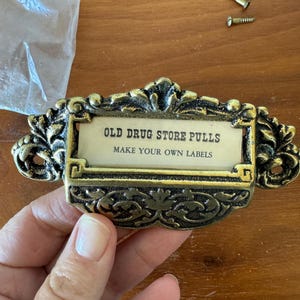 OLD DRUG STORE PULLS
MAKE YOUR OWN LABELS